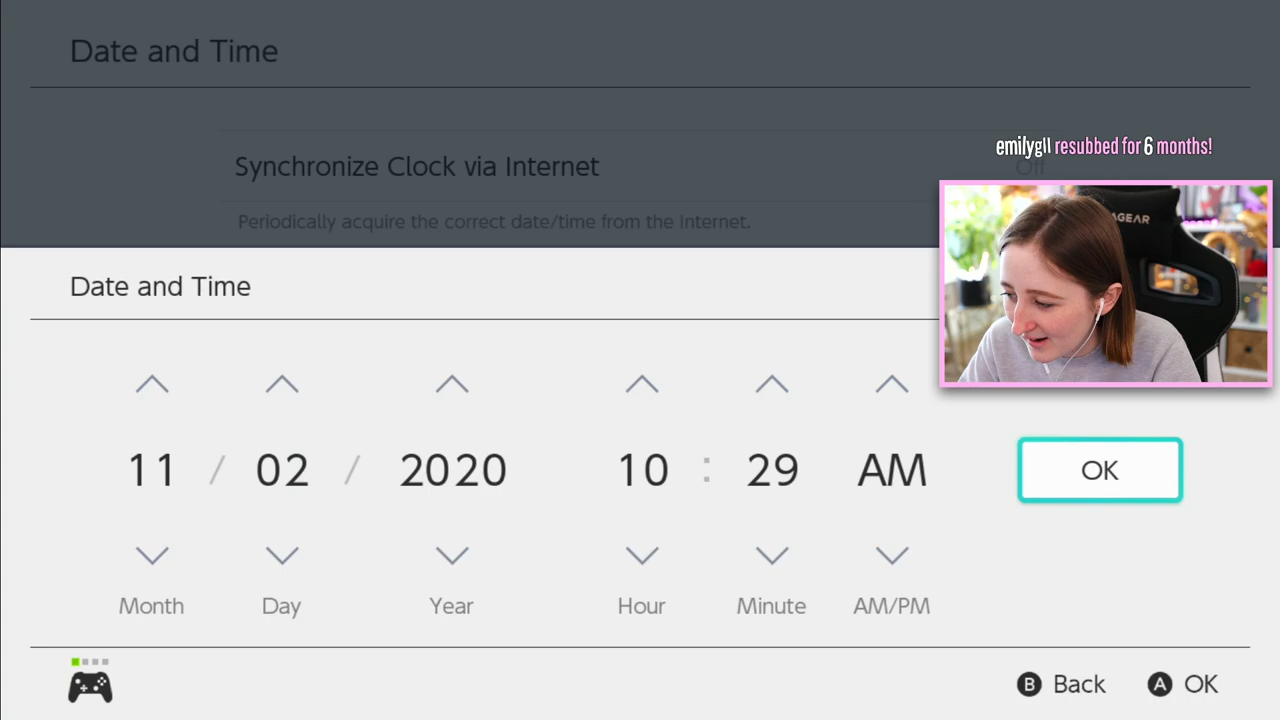 Date and Time
emilygll resubbed for 6 months!
Synchronize Clock via Internet
Off
Periodically acquire the correct date/time from the Internet.
AGEAR
Date and Time
11 / 02 / 2020 10 : 29 AM OK
Month Day Year Hour Minute AM/PM
B Back A OK